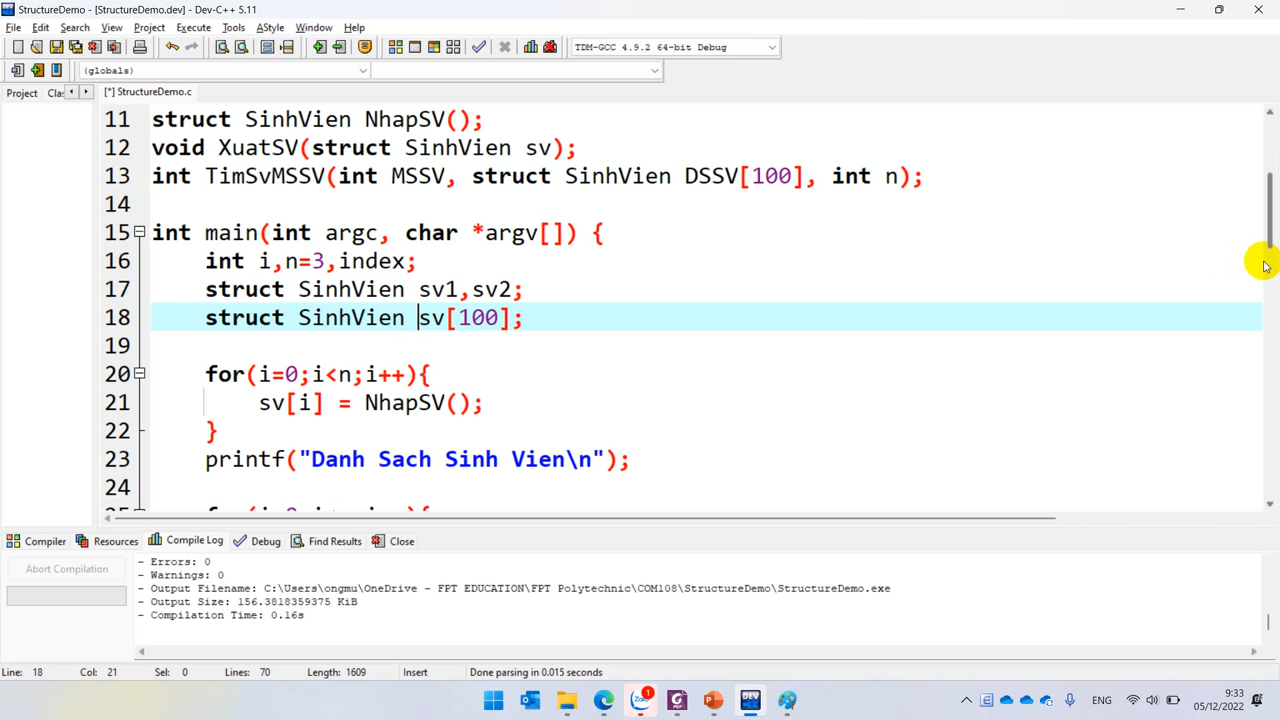 StructureDemo - [StructureDemo.dev] - Dev-C++ 5.11
File Edit Search View Project Execute Tools AStyle Window Help
TDM-GCC 4.9.2 64-bit Debug
(globals)
Project Cla: [*] StructureDemo.c
11 struct SinhVien NhapSV();
12 void XuatSV(struct SinhVien sv);
13 int TimSvMSSV(int MSSV, struct SinhVien DSSV[100], int n);
14
15 int main(int argc, char *argv[]) {
16 int i,n=3,index;
17 struct SinhVien sv1,sv2;
18 struct SinhVien sv[100];
19
20 for(i=0;i<n;i++){
21 sv[i] = NhapSV();
22 }
23 printf("Danh Sach Sinh Vien\n");
24
Compiler Resources Compile Log Debug Find Results Close
Abort Compilation
- Errors: 0
- Warnings: 0
- Output Filename: C:\Users\ongmu\OneDrive - FPT EDUCATION\FPT Polytechnic\COM108\StructureDemo\StructureDemo.exe
- Output Size: 156.3818359375 KiB
- Compilation Time: 0.16s
Line: 18 Col: 21 Sel: 0 Lines: 70 Length: 1609 Insert Done parsing in 0.015 seconds
Zalo 1 PDF DEV ENG 9:33
05/12/2022